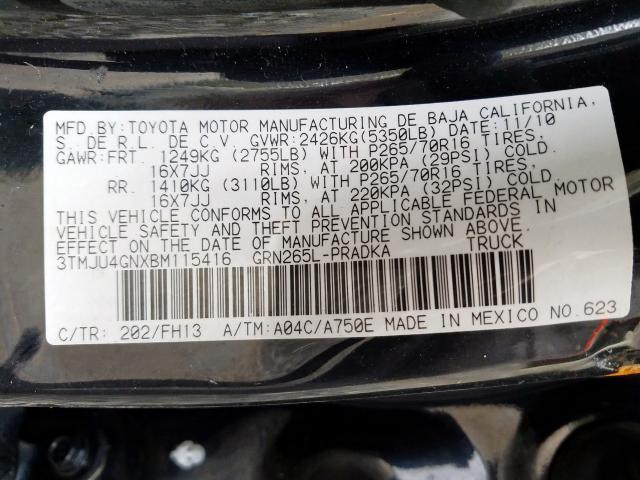 MFD.BY:TOYOTA MOTOR MANUFACTURING DE BAJA CALIFORNIA,
S. DE R.L. DE C.V. GVWR:2426KG(5350LB) DATE:11/10
GAWR:FRT. 1249KG (2755LB) WITH P265/70R16 TIRES,
16X7JJ RIMS, AT 200KPA (29PSI) COLD.
RR. 1410KG (3110LB) WITH P265/70R16 TIRES,
16X7JJ RIMS, AT 220KPA (32PSI) COLD.
THIS VEHICLE CONFORMS TO ALL APPLICABLE FEDERAL MOTOR
VEHICLE SAFETY AND THEFT PREVENTION STANDARDS IN
EFFECT ON THE DATE OF MANUFACTURE SHOWN ABOVE.
3TMJU4GNXBM115416 GRN265L-PRADKA TRUCK
C/TR: 202/FH13 A/TM:A04C/A750E MADE IN MEXICO NO.623